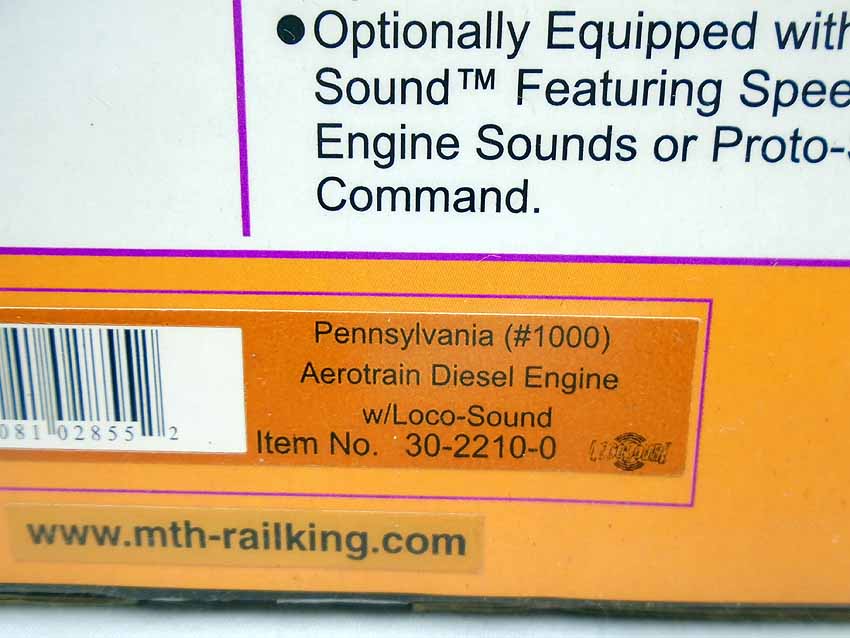 ●Optionally Equipped with
Sound™ Featuring Spee
Engine Sounds or Proto-
Command.
Pennsylvania (#1000)
Aerotrain Diesel Engine
w/Loco-Sound
Item No. 30-2210-0
081 02855 2
www.mth-railking.com